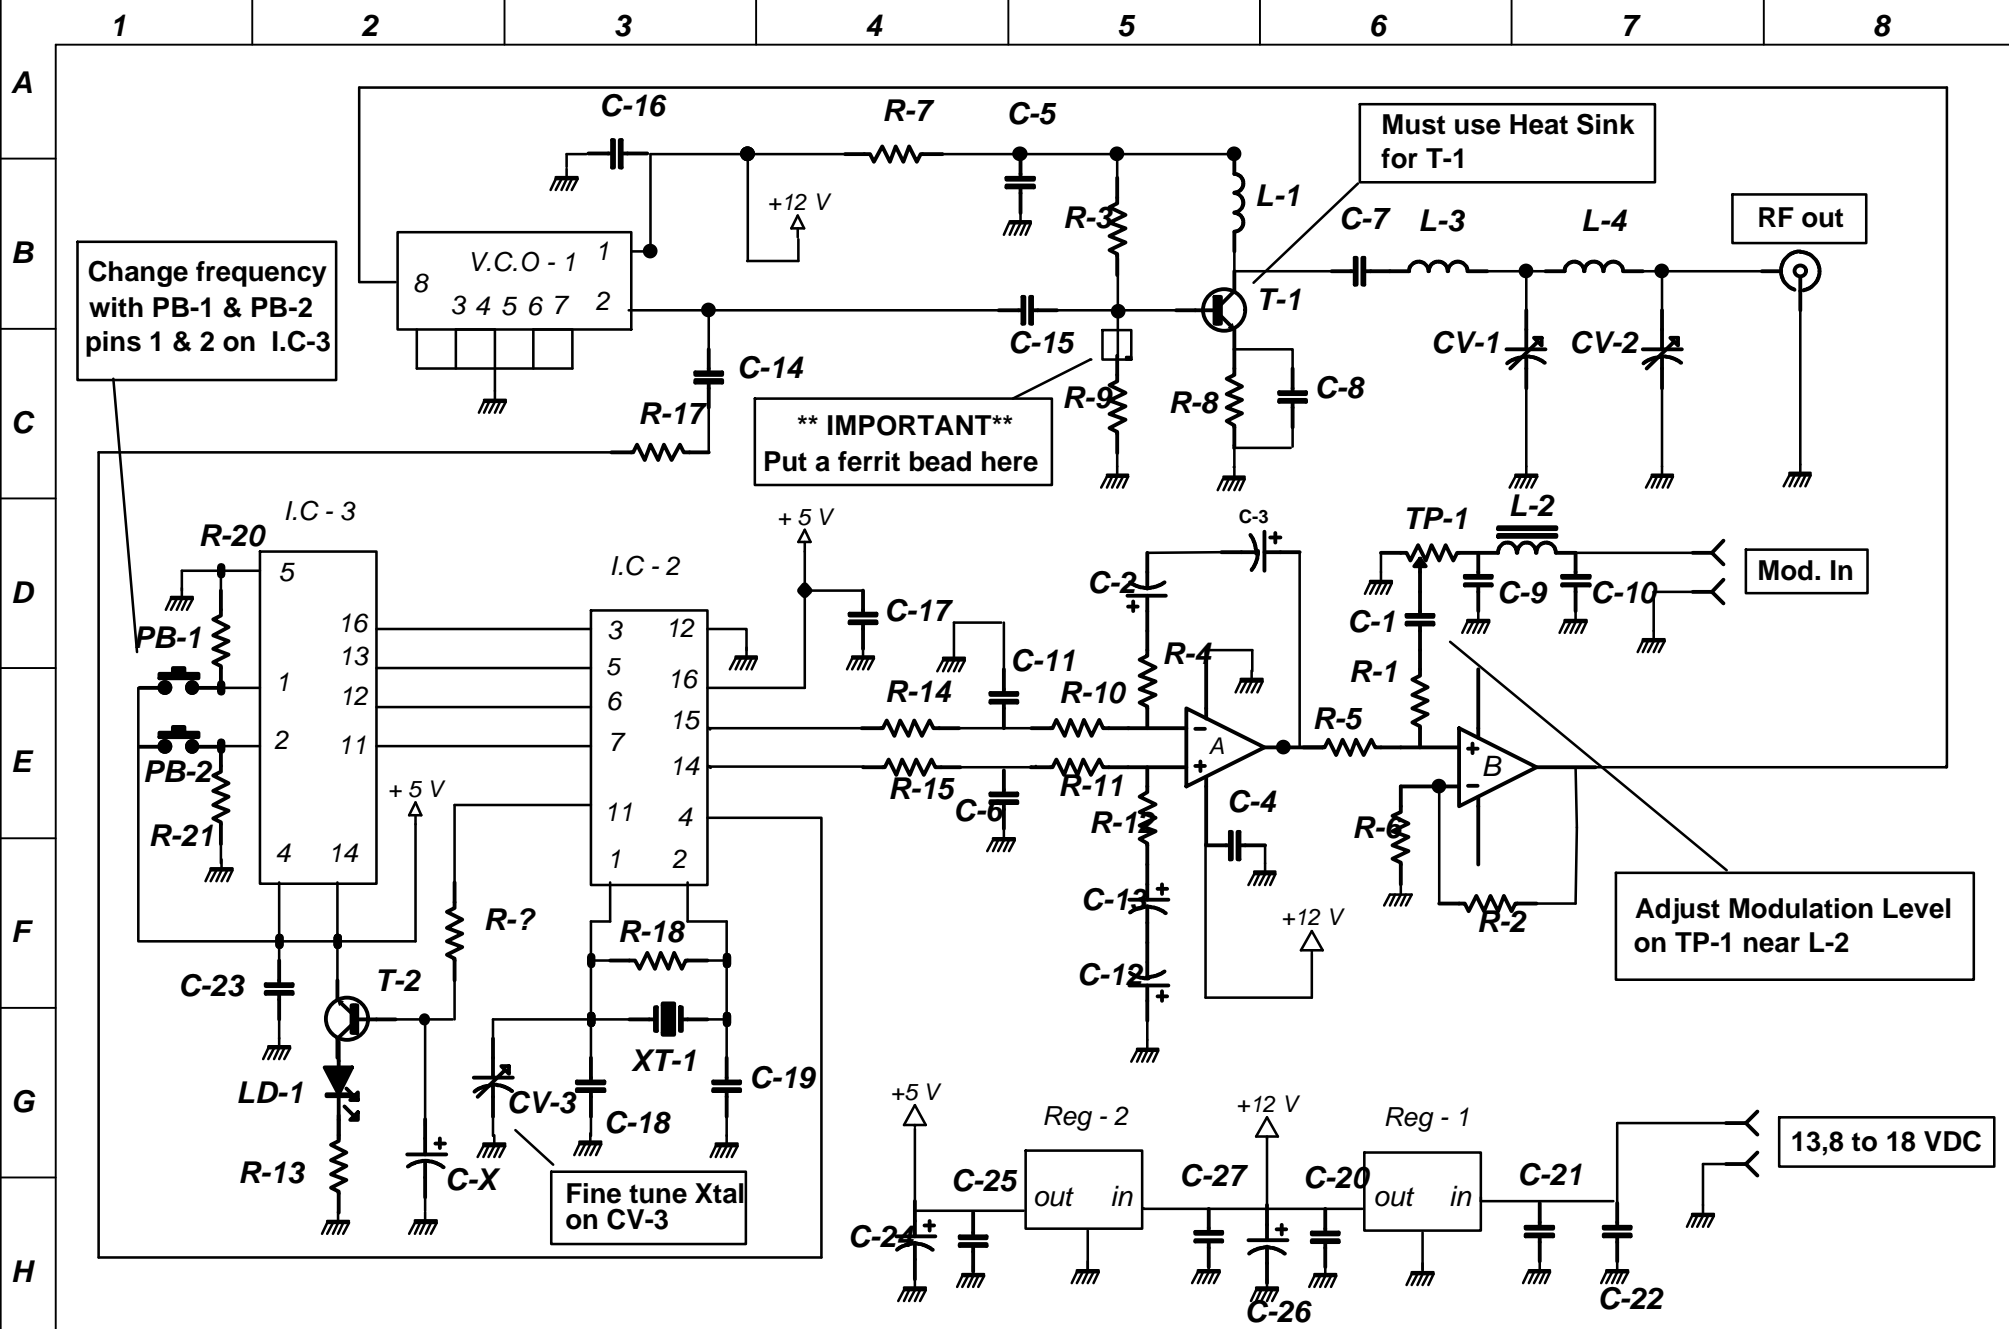 1 2 3 4 5 6 7 8
A
C-16 R-7 C-5
Must use Heat Sink
for T-1
B
+12 V
R-3
L-1
C-7 L-3 L-4
RF out
Change frequency
with PB-1 & PB-2
pins 1 & 2 on I.C-3
V.C.O - 1
1
8
3 4 5 6 7
2
T-1
C-15
CV-1 CV-2
C
C-14
R-17
R-9
R-8
C-8
** IMPORTANT**
Put a ferrit bead here
D
I.C - 3
R-20
5
PB-1
16
13
12
11
1
2
4 14
I.C - 2
3 12
5
16
6
15
7
14
11
4
1 2
+ 5 V
C-17
C-3
C-2
TP-1
L-2
C-9
C-10
Mod. In
C-1
E
C-11
R-4
R-14
R-10
R-1
R-5
-
A
+
+
B
-
PB-2
+ 5 V
R-15
R-11
C-6
R-12
C-4
R-6
R-21
F
R-?
R-18
C-13
+12 V
R-2
Adjust Modulation Level
on TP-1 near L-2
C-23
T-2
C-12
G
XT-1
LD-1
CV-3
C-18
C-19
R-13
C-X
Fine tune Xtal
on CV-3
+5 V
Reg - 2
+12 V
Reg - 1
13,8 to 18 VDC
H
C-25
out in
C-27
C-20
out in
C-21
C-24
C-26
C-22